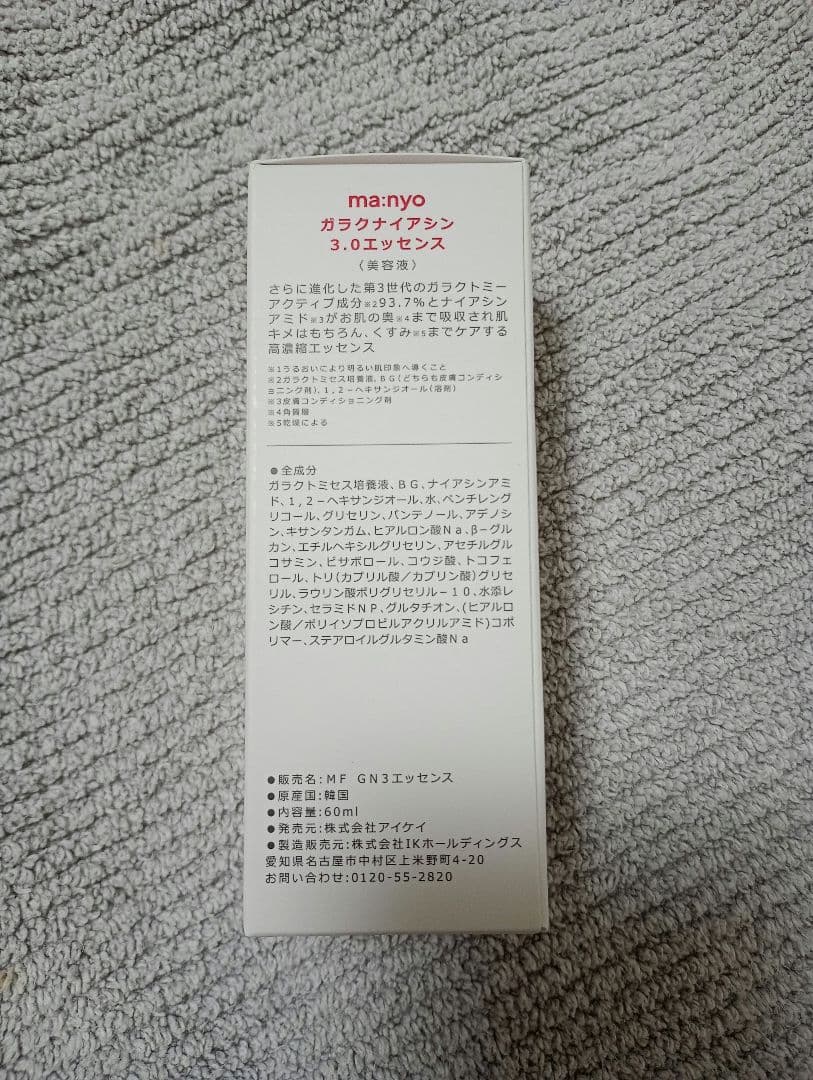 ma:nyo
ガラクナイアシン
3.0エッセンス
〈美容液〉
さらに進化した第3世代のガラクトミー
アクティブ成分※293.7%とナイアシン
アミド※3がお肌の奥※4まで吸収され肌
キメはもちろん、くすみ※5までケアする
高濃縮エッセンス
※1うるおいにより明るい肌印象へ導くこと
※2ガラクトミセス培養液、BG(どちらも皮膚コンディシ
ョニング剤)、1,2-ヘキサンジオール(溶剤)
※3皮膚コンディショニング剤
※4角質層
※5乾燥による
●全成分
ガラクトミセス培養液、BG、ナイアシンアミ
ド、1,2-ヘキサンジオール、水、ペンチレング
リコール、グリセリン、パンテノール、アデノシ
ン、キサンタンガム、ヒアルロン酸Na、β-グル
カン、エチルヘキシルグリセリン、アセチルグル
コサミン、ビサボロール、コウジ酸、トコフェ
ロール、トリ(カプリル酸/カプリン酸)グリセ
リル、ラウリン酸ポリグリセリル-10、水添レ
シチン、セラミドNP、グルタチオン、(ヒアルロ
ン酸/ポリイソプロピルアクリルアミド)コポ
リマー、ステアロイルグルタミン酸Na
●販売名:MF GN3エッセンス
●原産国:韓国
●内容量:60ml
●発売元:株式会社アイケイ
●製造販売元:株式会社IKホールディングス
愛知県名古屋市中村区上米野町4-20
お問い合わせ:0120-55-2820